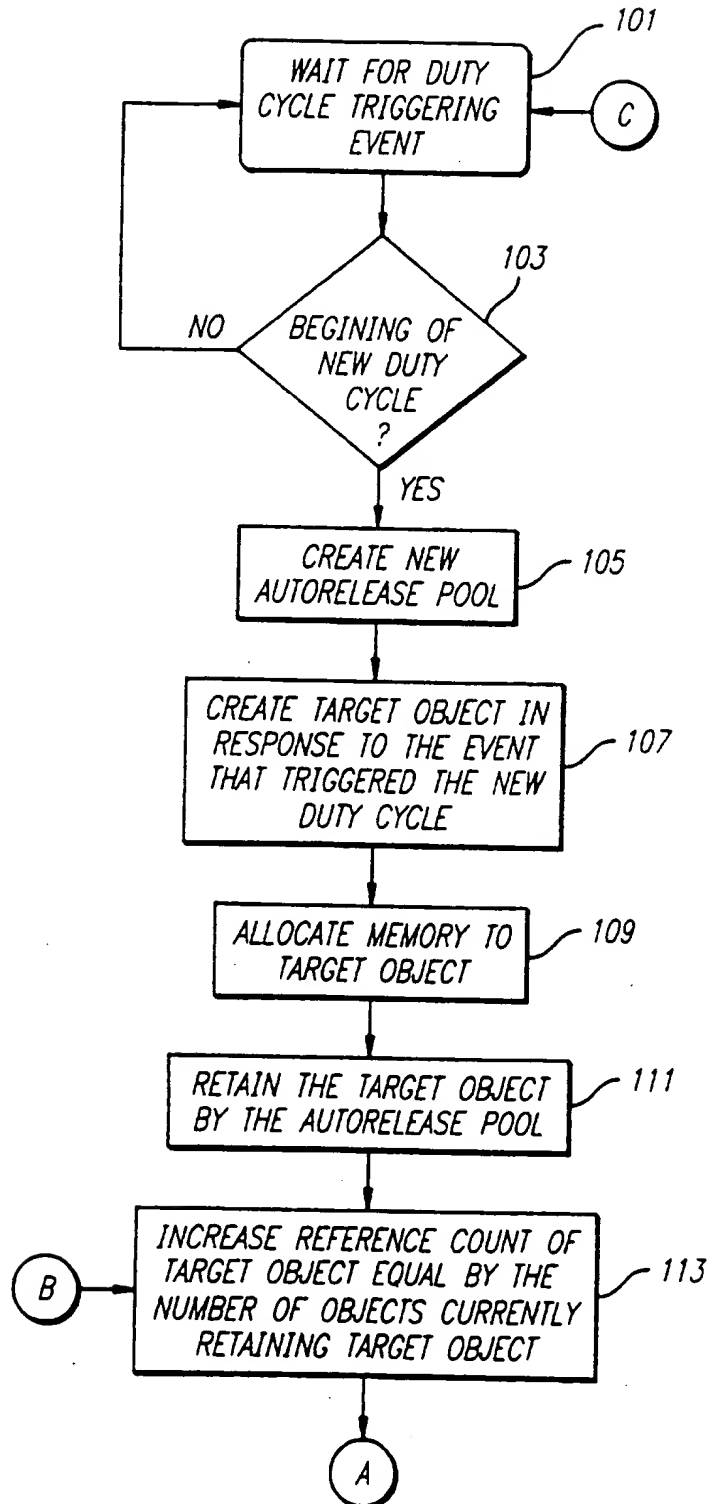 101
WAIT FOR DUTY
CYCLE TRIGGERING
EVENT
C
103
NO
BEGINING OF
NEW DUTY
CYCLE
?
YES
CREATE NEW
AUTORELEASE POOL
105
CREATE TARGET OBJECT IN
RESPONSE TO THE EVENT
THAT TRIGGERED THE NEW
DUTY CYCLE
107
ALLOCATE MEMORY TO
TARGET OBJECT
109
RETAIN THE TARGET OBJECT
BY THE AUTORELEASE POOL
111
INCREASE REFERENCE COUNT OF
TARGET OBJECT EQUAL BY THE
NUMBER OF OBJECTS CURRENTLY
RETAINING TARGET OBJECT
113
B
A